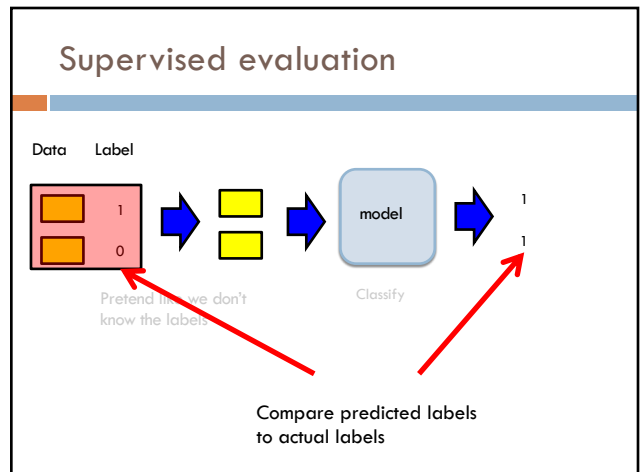 Supervised evaluation
Data Label
1
0
model
1
1
Pretend like we don't
know the labels
Classify
Compare predicted labels
to actual labels